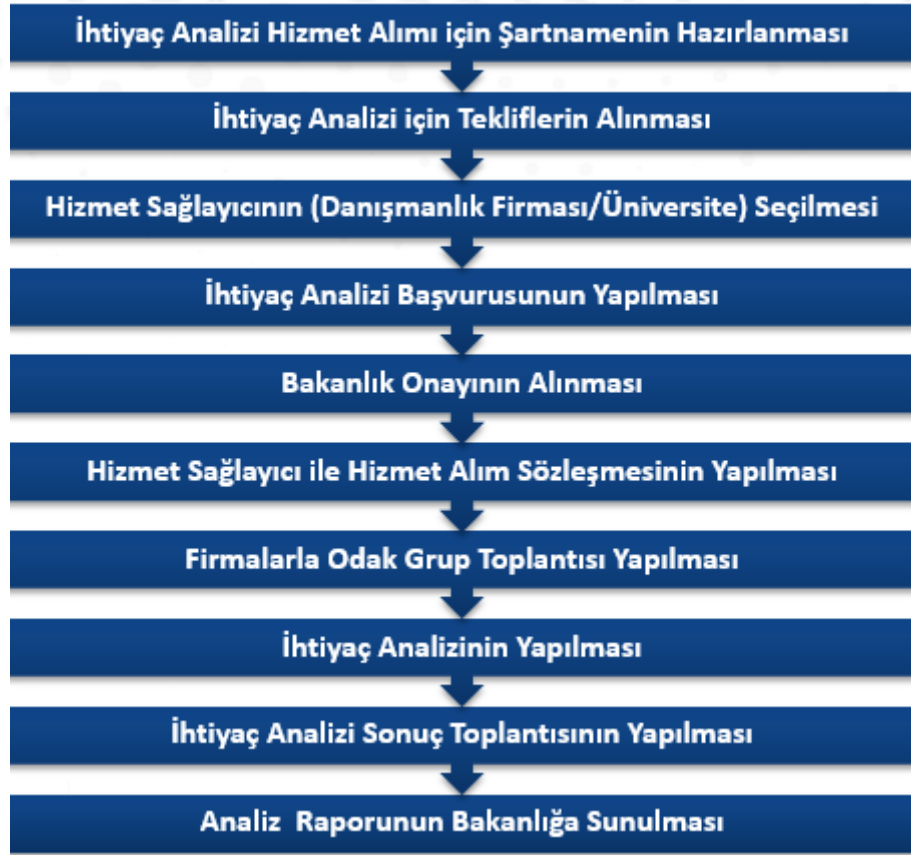 İhtiyaç Analizi Hizmet Alımı için Şartnamenin Hazırlanması
İhtiyaç Analizi için Tekliflerin Alınması
Hizmet Sağlayıcının (Danışmanlık Firması/Üniversite) Seçilmesi
İhtiyaç Analizi Başvurusunun Yapılması
Bakanlık Onayının Alınması
Hizmet Sağlayıcı ile Hizmet Alım Sözleşmesinin Yapılması
Firmalarla Odak Grup Toplantısı Yapılması
İhtiyaç Analizinin Yapılması
İhtiyaç Analizi Sonuç Toplantısının Yapılması
Analiz Raporunun Bakanlığa Sunulması